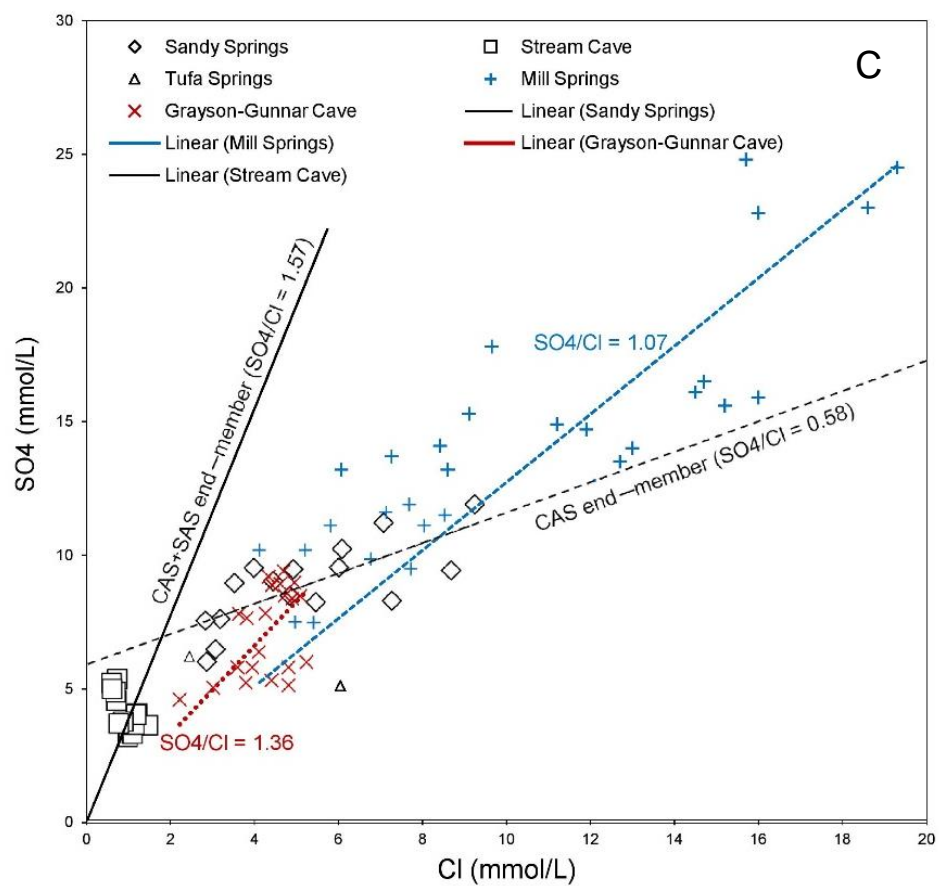 C
Sandy Springs
Stream Cave
Tufa Springs
Mill Springs
Grayson-Gunnar Cave
Linear (Sandy Springs)
Linear (Mill Springs)
Linear (Grayson-Gunnar Cave)
Linear (Stream Cave)
CAS+SAS end–member (SO4/Cl = 1.57)
SO4/Cl = 1.07
CAS end–member (SO4/Cl = 0.58)
SO4/Cl = 1.36
SO4 (mmol/L)
30
25
20
15
10
5
0
0 2 4 6 8 10 12 14 16 18 20
Cl (mmol/L)